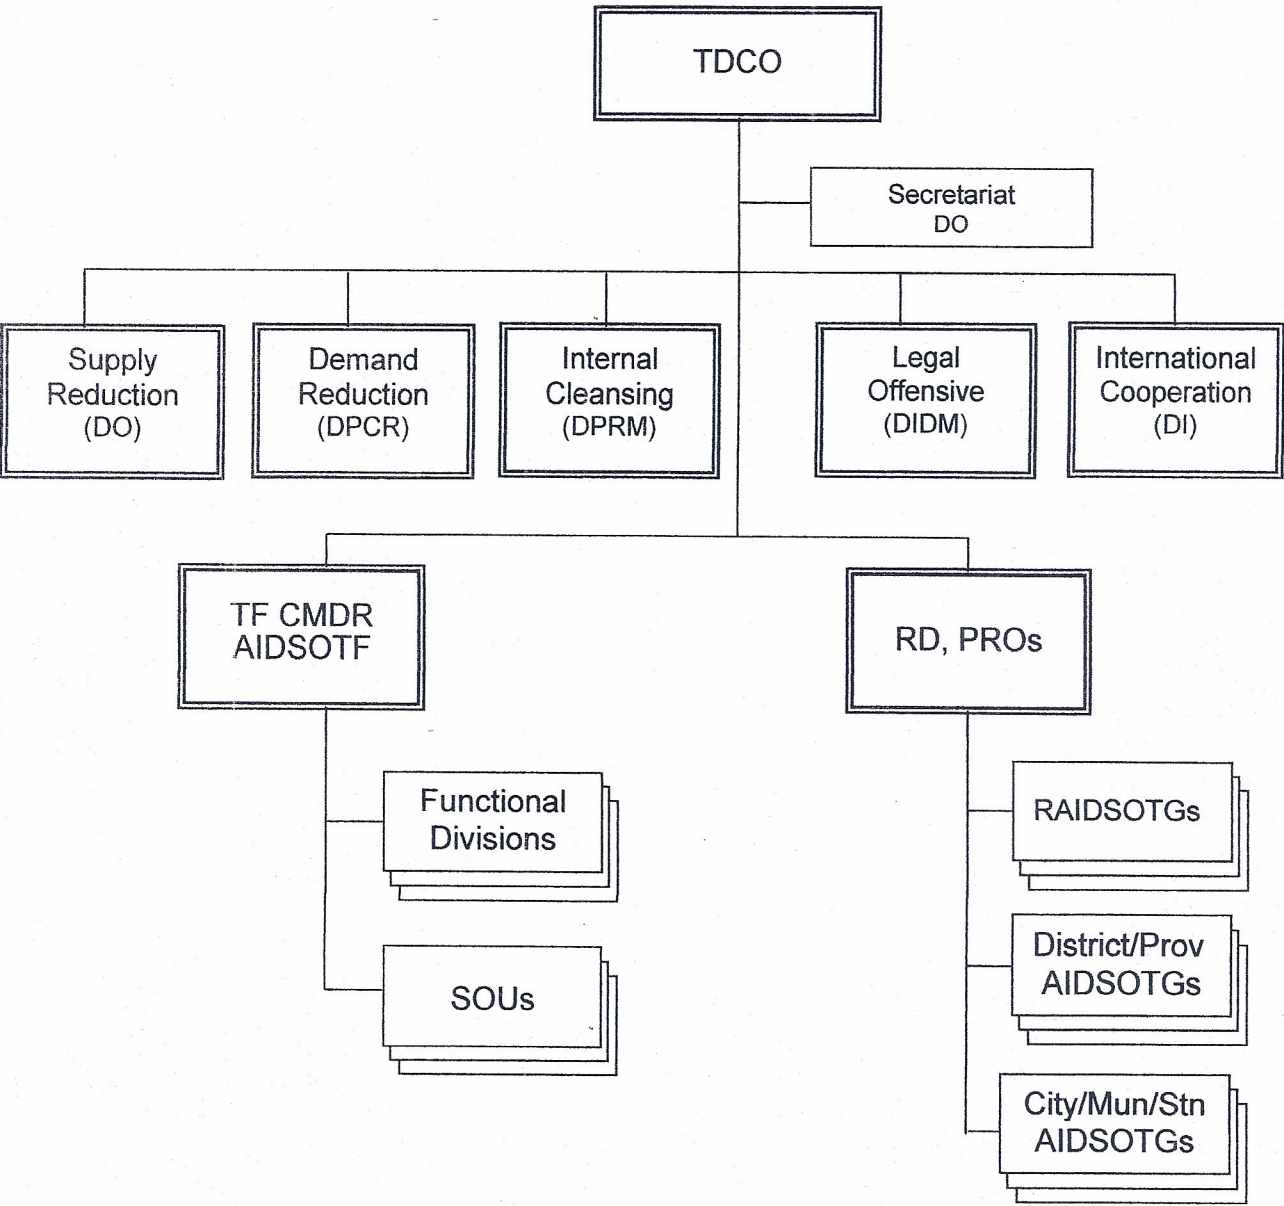 TDCO
Secretariat
DO
Supply
Reduction
(DO)
Demand
Reduction
(DPCR)
Internal
Cleansing
(DPRM)
Legal
Offensive
(DIDM)
International
Cooperation
(DI)
TF CMDR
AIDSOTF
RD, PROs
Functional
Divisions
SOUs
RAIDSOTGs
District/Prov
AIDSOTGs
City/Mun/Stn
AIDSOTGs